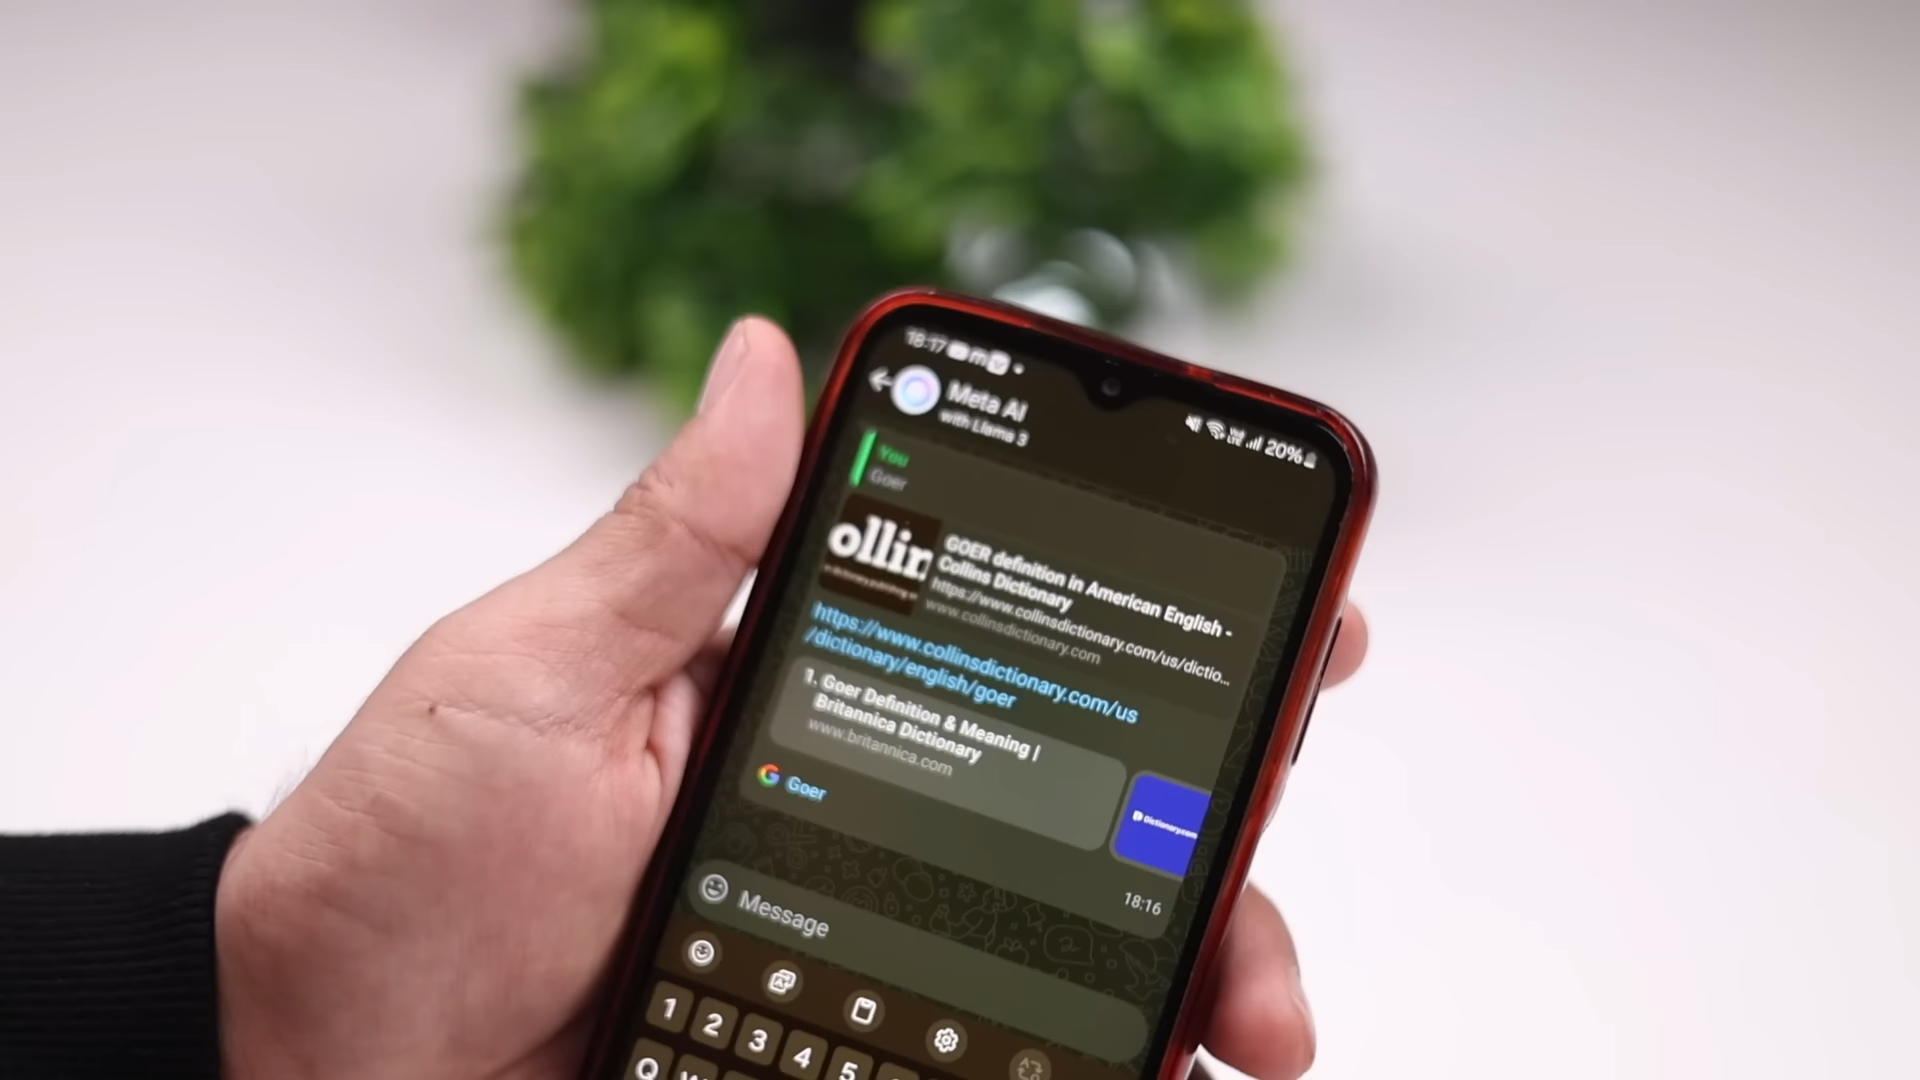 18:17
20%
Meta AI
with Llama 3
You
Goer
ollin
GOER definition in American English -
Collins Dictionary
https://www.collinsdictionary.com/us/dictio...
www.collinsdictionary.com
https://www.collinsdictionary.com/us
/dictionary/english/goer
1. Goer Definition & Meaning |
Britannica Dictionary
www.britannica.com
Dictionary.com
G Goer
18:16
Message
1 2 3 4 5
Q W